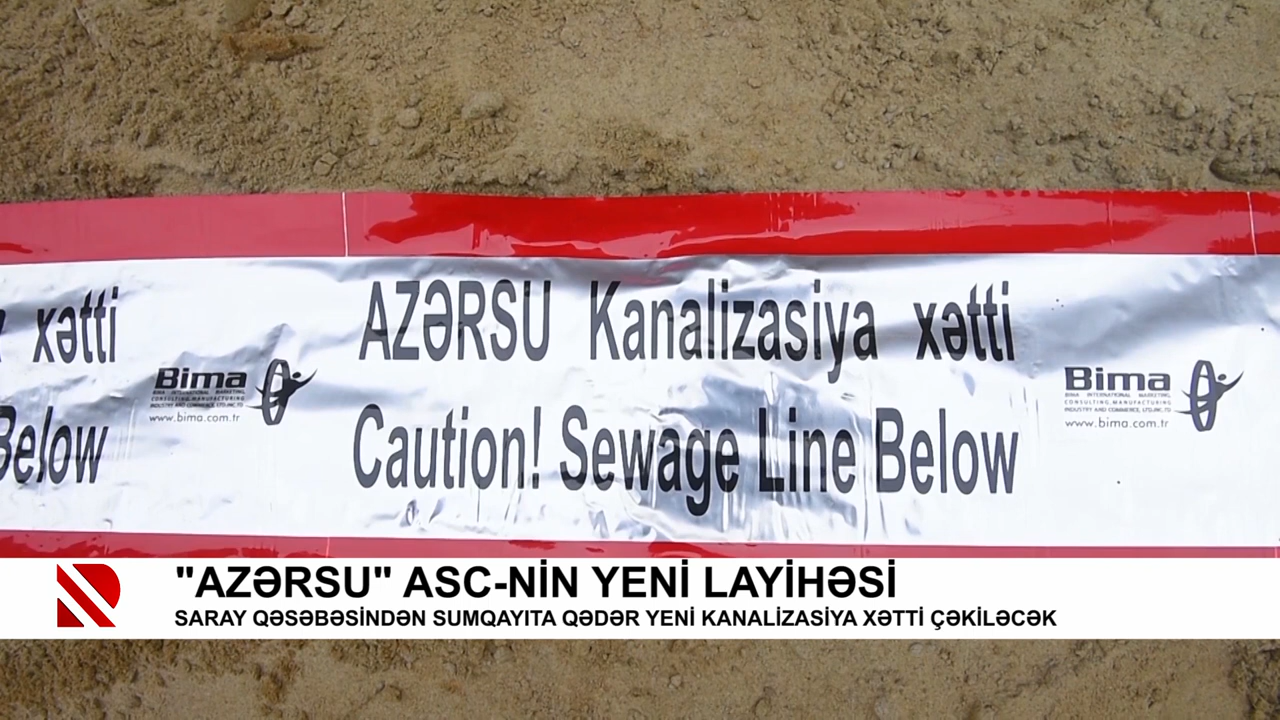 AZƏRSU Kanalizasiya xətti
Caution! Sewage Line Below
xətti
Below
Bima
BIMA INTERNATIONAL MARKETING,
CONSULTING,MANUFACTURING
INDUSTRY AND COMMERCE, LTD,INC,TD
www.bima.com.tr
Bima
BIMA INTERNATIONAL MARKETING,
CONSULTING,MANUFACTURING
INDUSTRY AND COMMERCE, LTD,INC,TD
www.bima.com.tr
"AZƏRSU" ASC-NİN YENİ LAYİHƏSİ
SARAY QƏSƏBƏSİNDƏN SUMQAYITA QƏDƏR YENİ KANALİZASİYA XƏTTİ ÇƏKİLƏCƏK